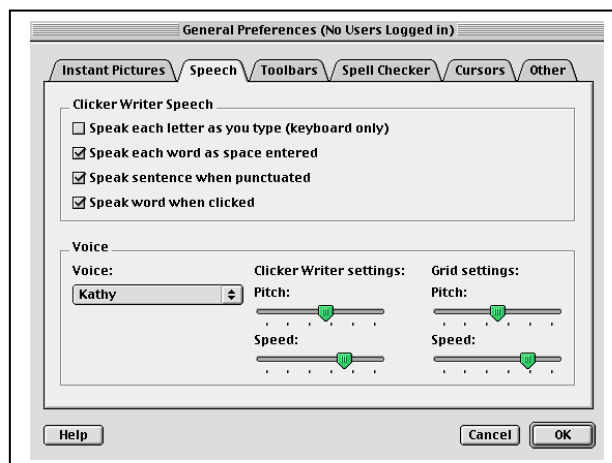 General Preferences (No Users Logged in)
Instant Pictures Speech Toolbars Spell Checker Cursors Other
Clicker Writer Speech
Speak each letter as you type (keyboard only)
Speak each word as space entered
Speak sentence when punctuated
Speak word when clicked
Voice
Voice: Clicker Writer settings: Grid settings:
Kathy Pitch: Pitch:
Speed: Speed:
Help Cancel OK